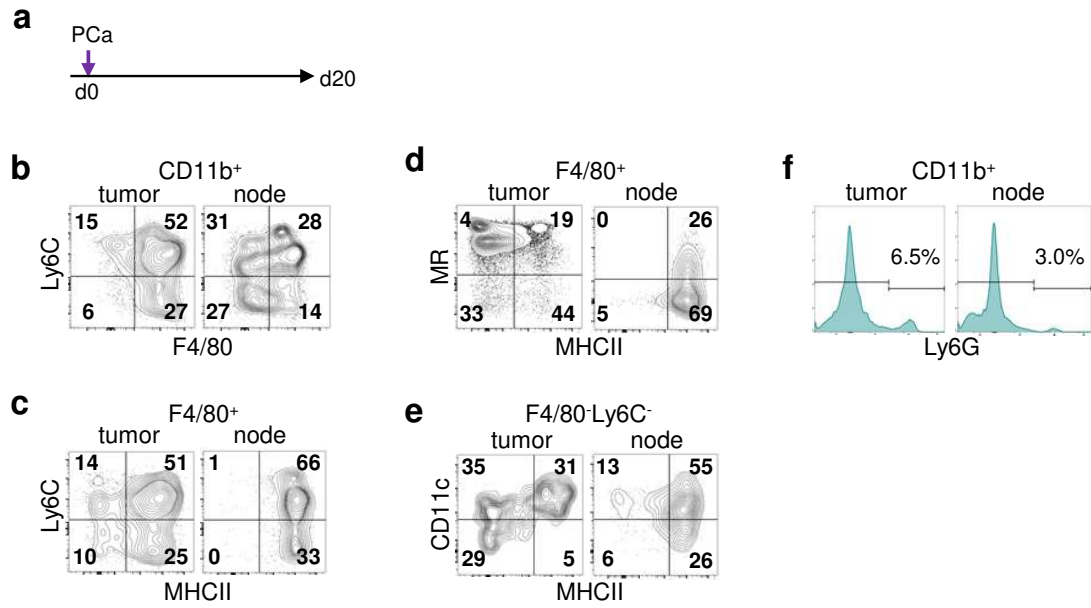 a
PCa
d0
d20
b
CD11b⁺
tumor node
15 52 31 28
6 27 27 14
Ly6C
F4/80
c
F4/80⁺
tumor node
14 51 1 66
10 25 0 33
Ly6C
MHCII
d
F4/80⁺
tumor node
4 19 0 26
33 44 5 69
MR
MHCII
e
F4/80⁻Ly6C⁻
tumor node
35 31 13 55
29 5 6 26
CD11c
MHCII
f
CD11b⁺
tumor node
6.5% 3.0%
Ly6G